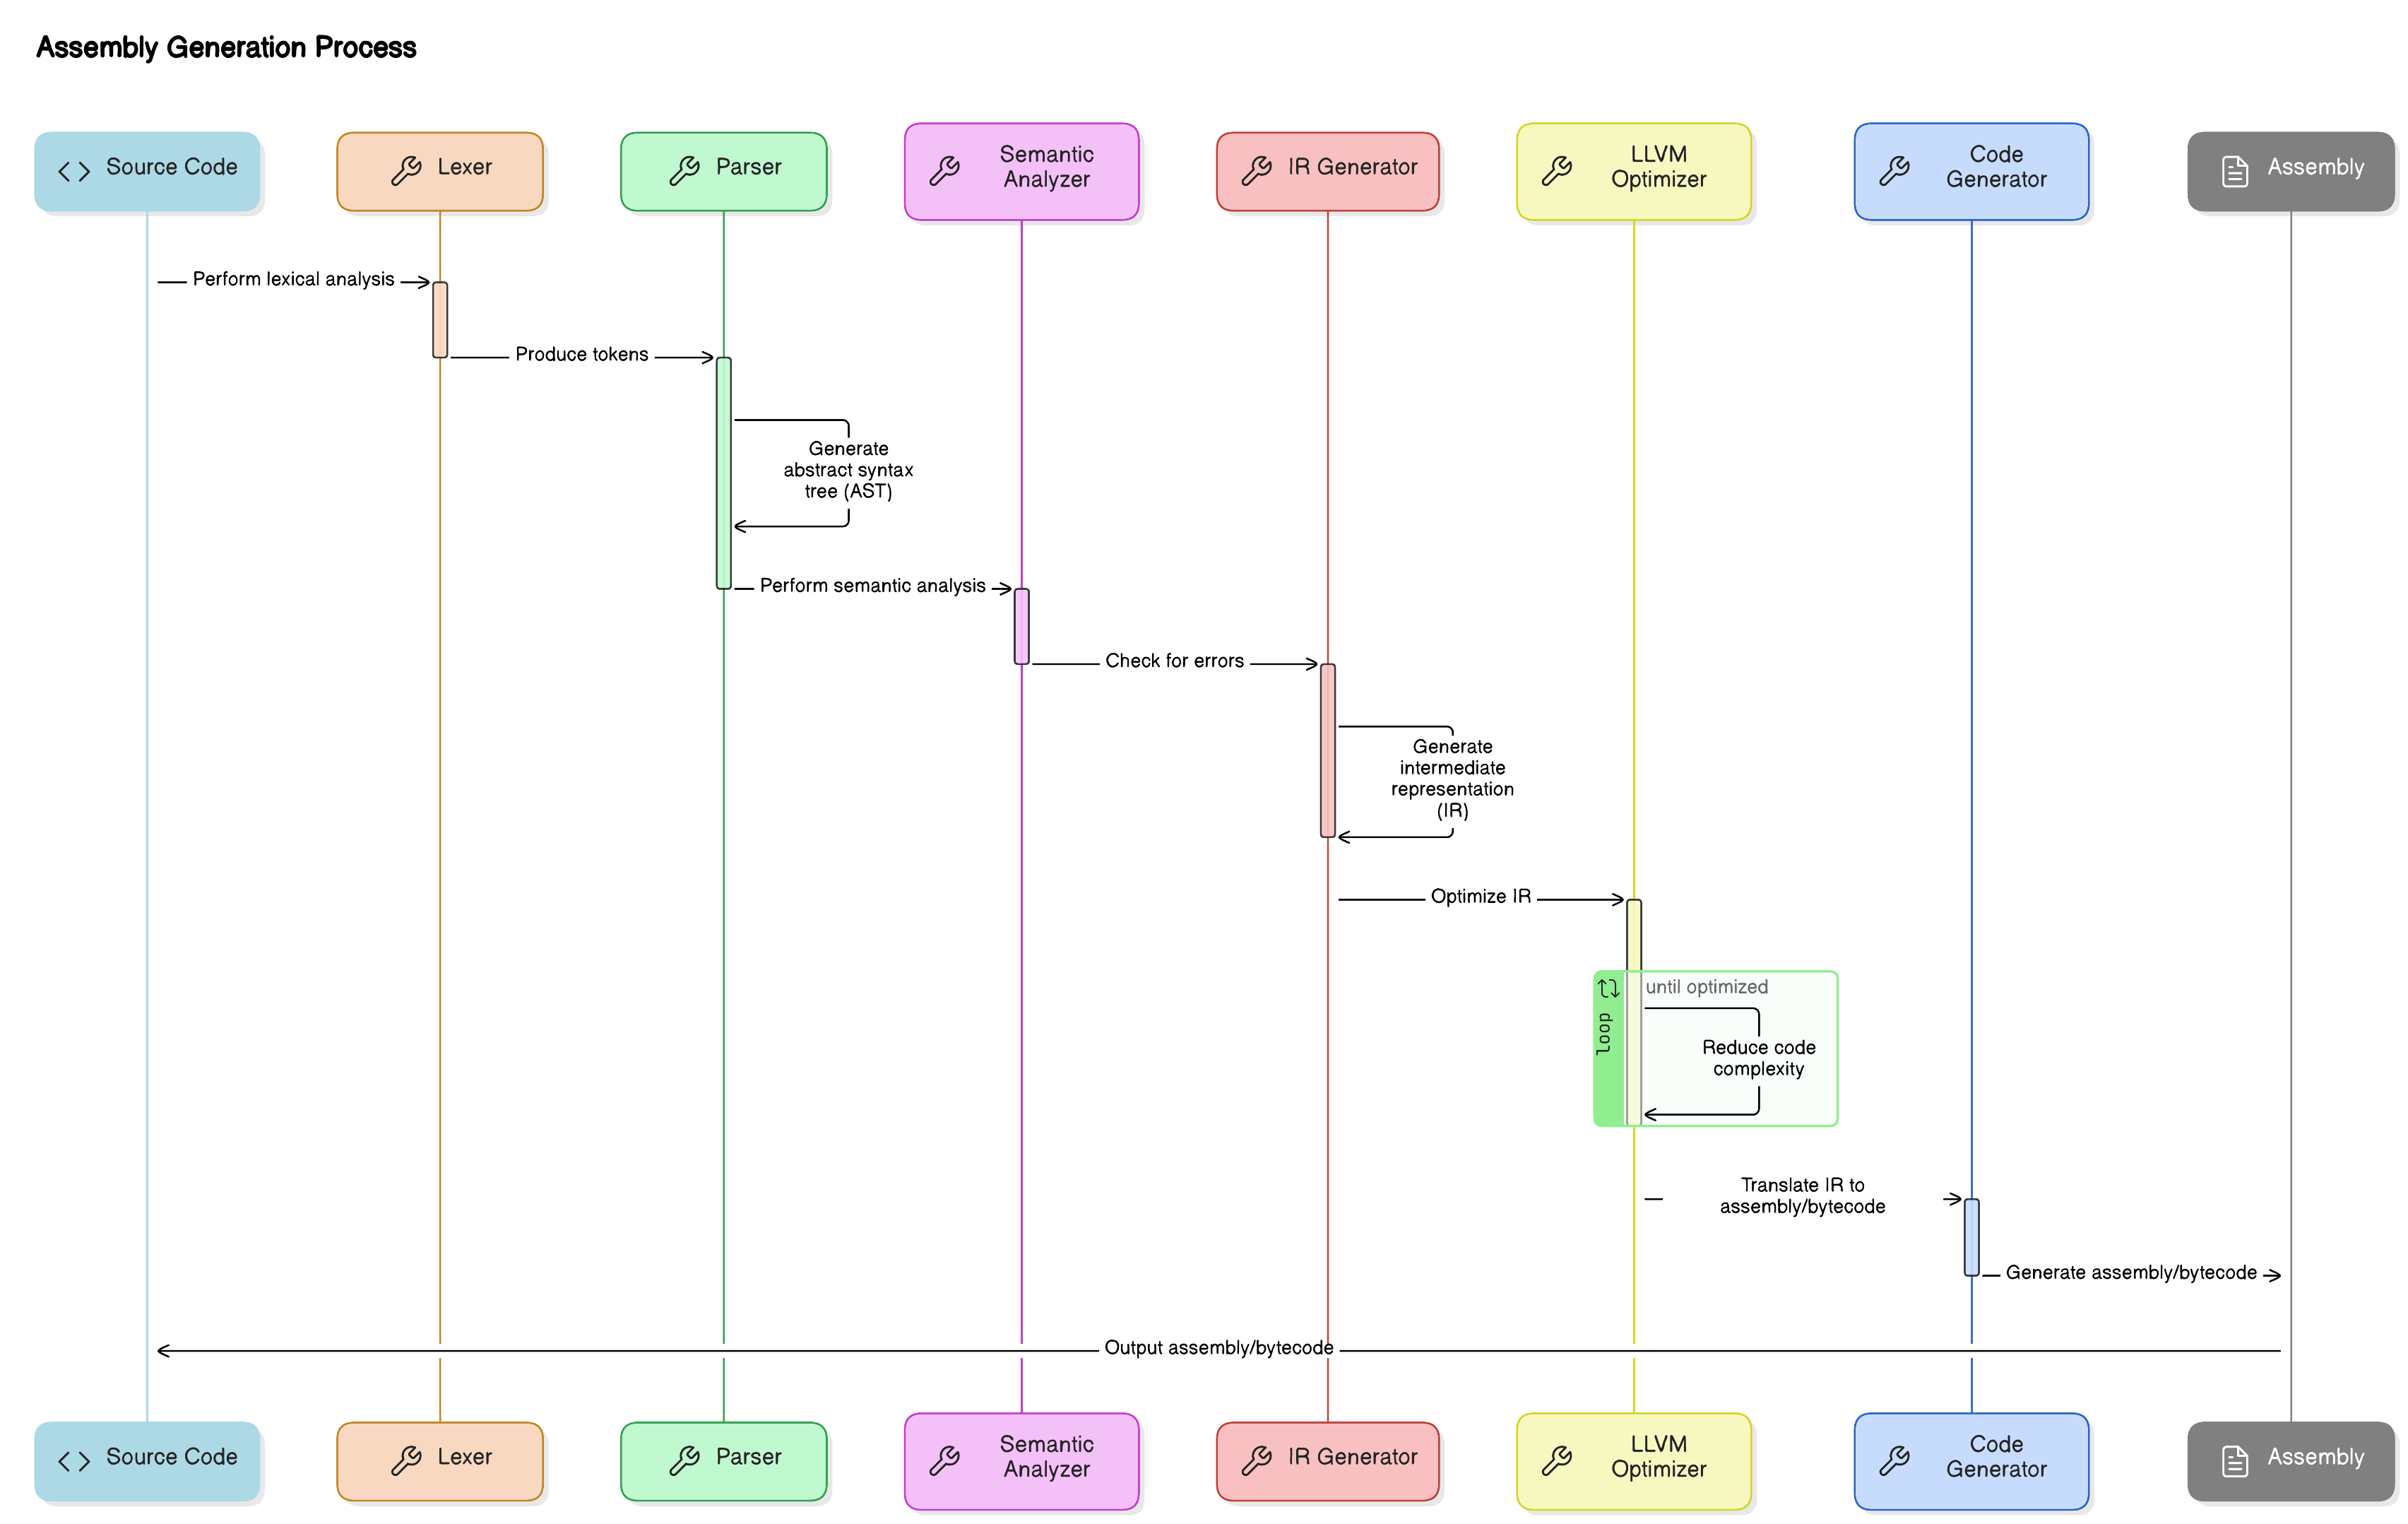 Assembly Generation Process
Source Code
Lexer
Parser
Semantic
Analyzer
IR Generator
LLVM
Optimizer
Code
Generator
Assembly
Perform lexical analysis
Produce tokens
Generate
abstract syntax
tree (AST)
Perform semantic analysis
Check for errors
Generate
intermediate
representation
(IR)
Optimize IR
loop
until optimized
Reduce code
complexity
Translate IR to
assembly/bytecode
Generate assembly/bytecode
Output assembly/bytecode
Source Code
Lexer
Parser
Semantic
Analyzer
IR Generator
LLVM
Optimizer
Code
Generator
Assembly